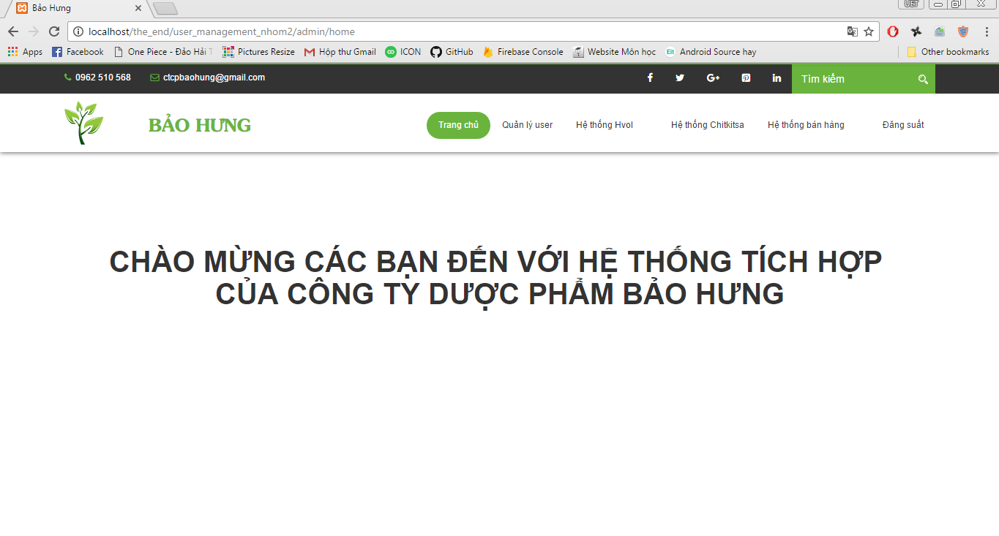 Bảo Hưng
UET
localhost/the_end/user_management_nhom2/admin/home
Apps Facebook One Piece - Đảo Hải T Pictures Resize Hộp thư Gmail ICON GitHub Firebase Console Website Môn học Eit Android Source hay Other bookmarks
0962 510 568 ctcpbaohung@gmail.com Tìm kiếm
BẢO HƯNG Trang chủ Quản lý user Hệ thống Hvol Hệ thống Chitkitsa Hệ thống bán hàng Đăng suất
CHÀO MỪNG CÁC BẠN ĐẾN VỚI HỆ THỐNG TÍCH HỢP
CỦA CÔNG TY DƯỢC PHẨM BẢO HƯNG